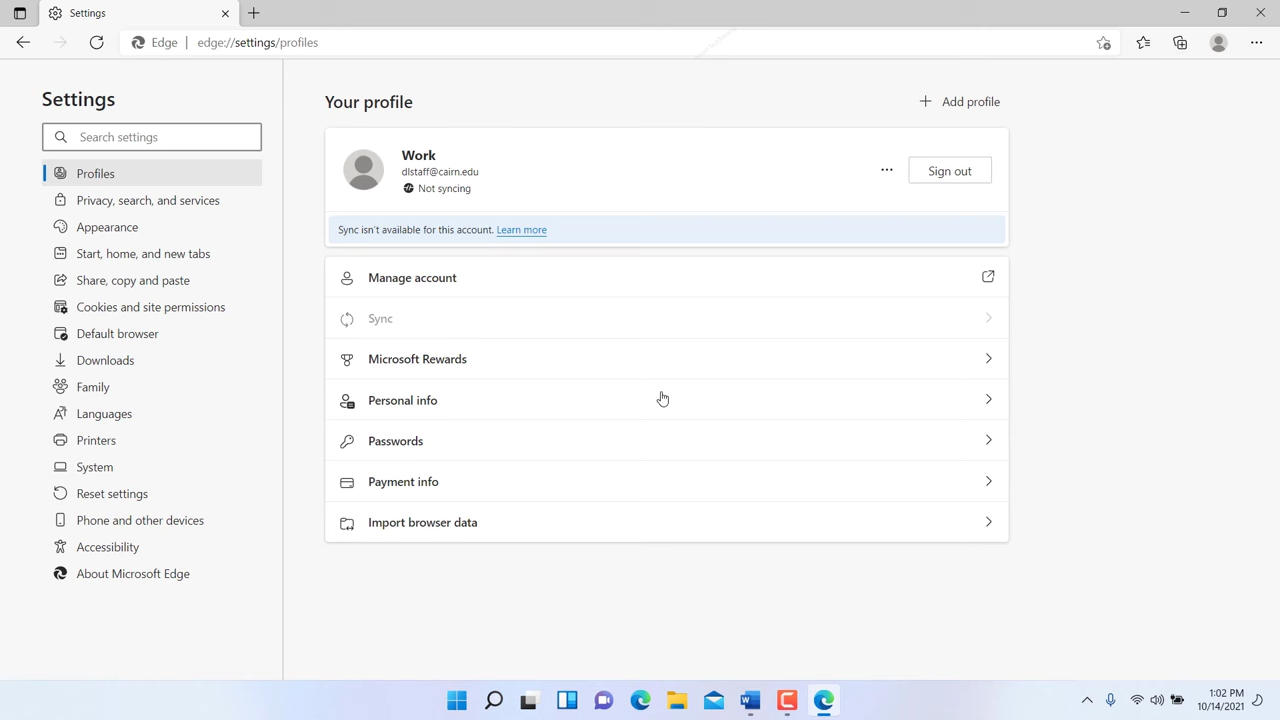 Settings
Edge
edge://settings/profiles
Settings
Search settings
Profiles
Privacy, search, and services
Appearance
Start, home, and new tabs
Share, copy and paste
Cookies and site permissions
Default browser
Downloads
Family
Languages
Printers
System
Reset settings
Phone and other devices
Accessibility
About Microsoft Edge
Your profile
Add profile
Work
dlstaff@cairn.edu
Not syncing
Sign out
Sync isn't available for this account. Learn more
Manage account
Sync
Microsoft Rewards
Personal info
Passwords
Payment info
Import browser data
1:02 PM
10/14/2021